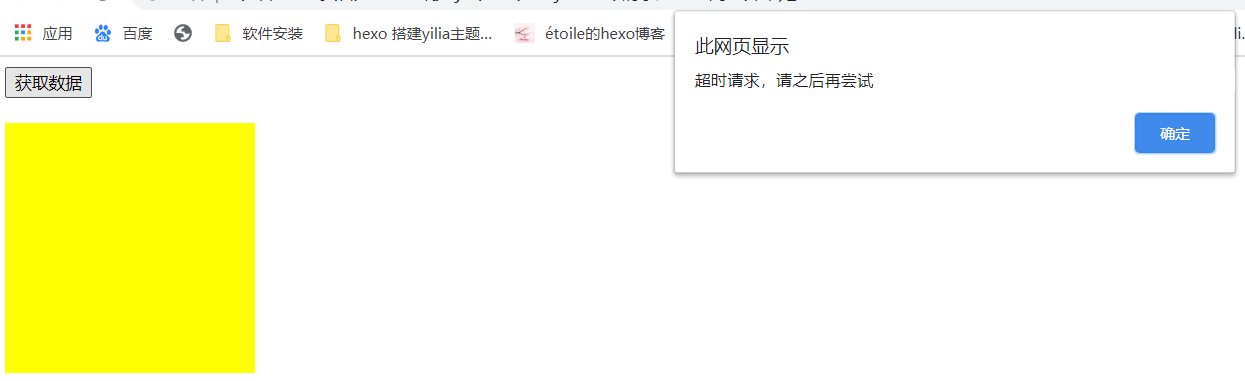 应用 百度 软件安装 hexo 搭建yilia主题... étoile的hexo博客
获取数据
此网页显示
超时请求，请之后再尝试
确定